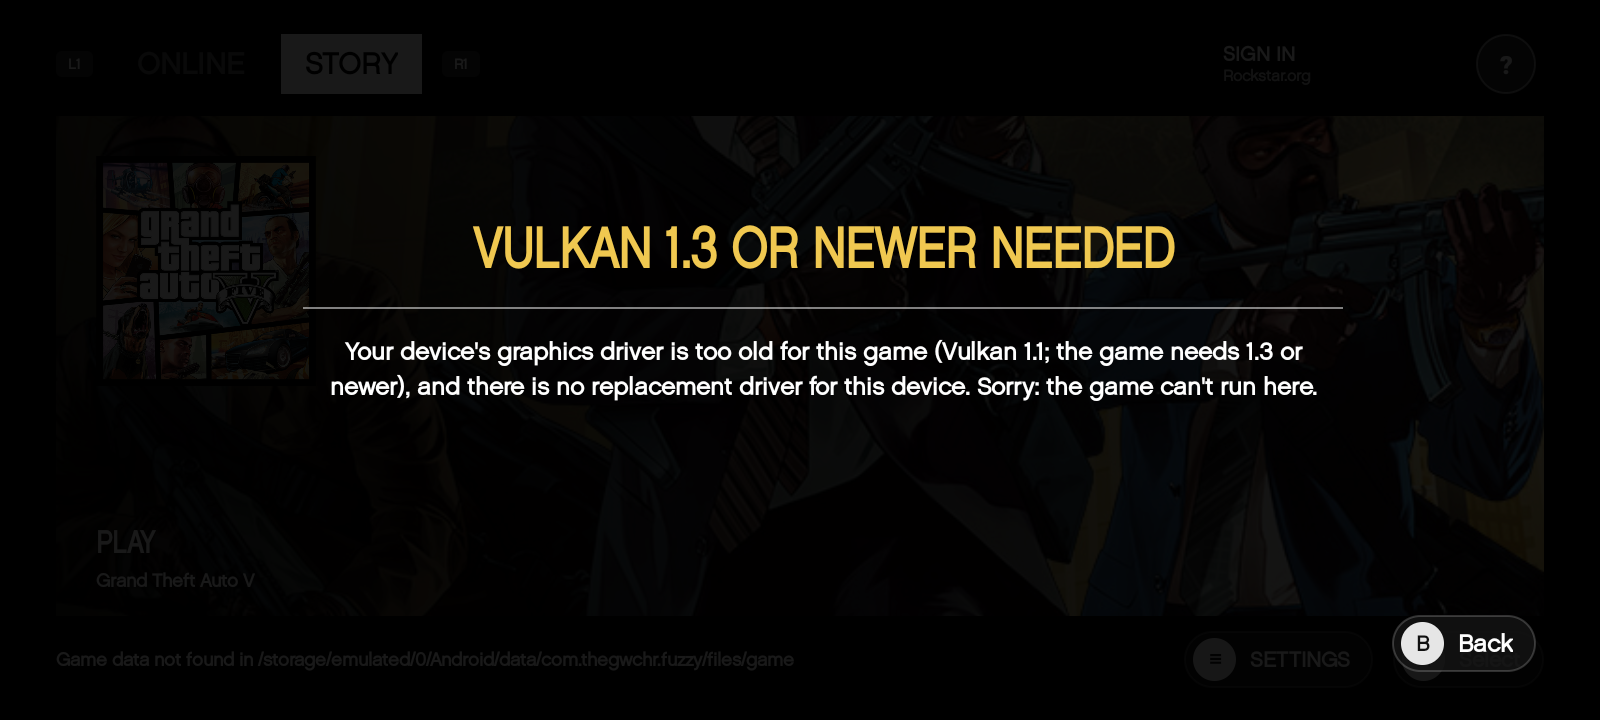 L1
ONLINE
STORY
R1
SIGN IN
Rockstar.org
?
grand
theft
auto
FIVE
VULKAN 1.3 OR NEWER NEEDED
Your device's graphics driver is too old for this game (Vulkan 1.1; the game needs 1.3 or
newer), and there is no replacement driver for this device. Sorry: the game can't run here.
PLAY
Grand Theft Auto V
Game data not found in /storage/emulated/0/Android/data/com.thegwchr.fuzzy/files/game
SETTINGS
B Back